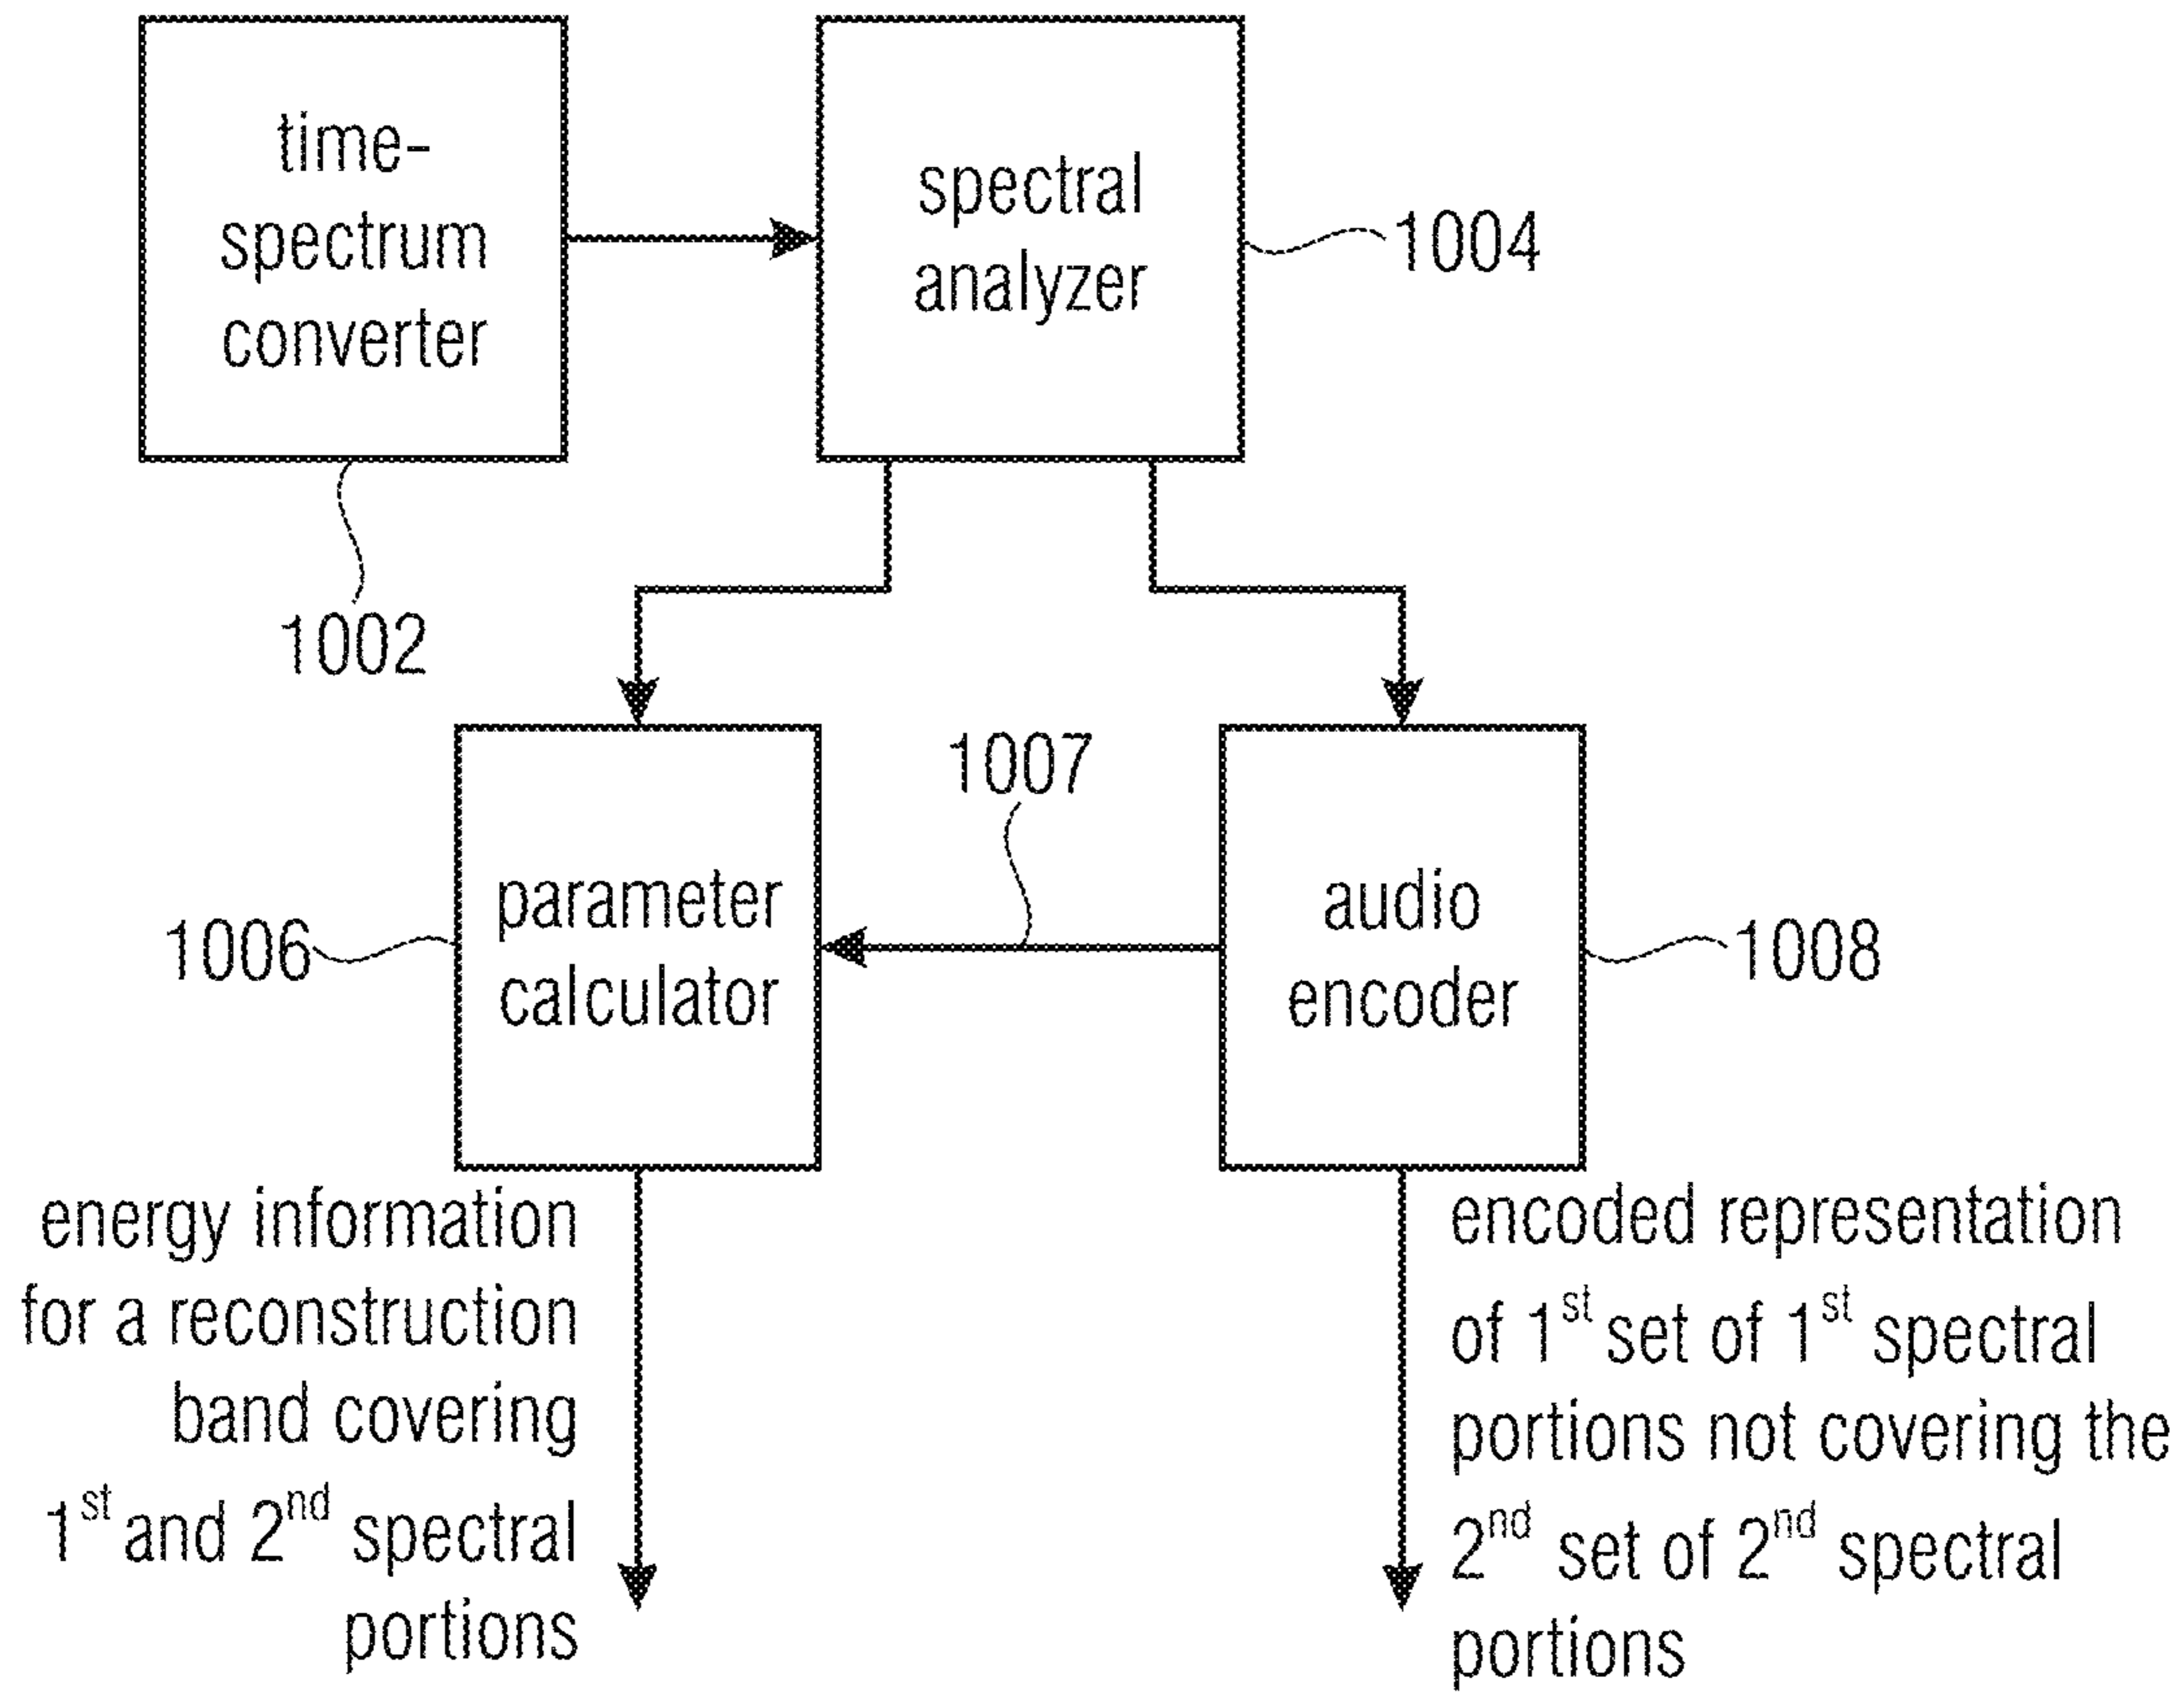 time-
spectrum
converter
spectral
analyzer
1004
1002
1007
parameter
calculator
1006
audio
encoder
1008
energy information
for a reconstruction
band covering
1st and 2nd spectral
portions
encoded representation
of 1st set of 1st spectral
portions not covering the
2nd set of 2nd spectral
portions